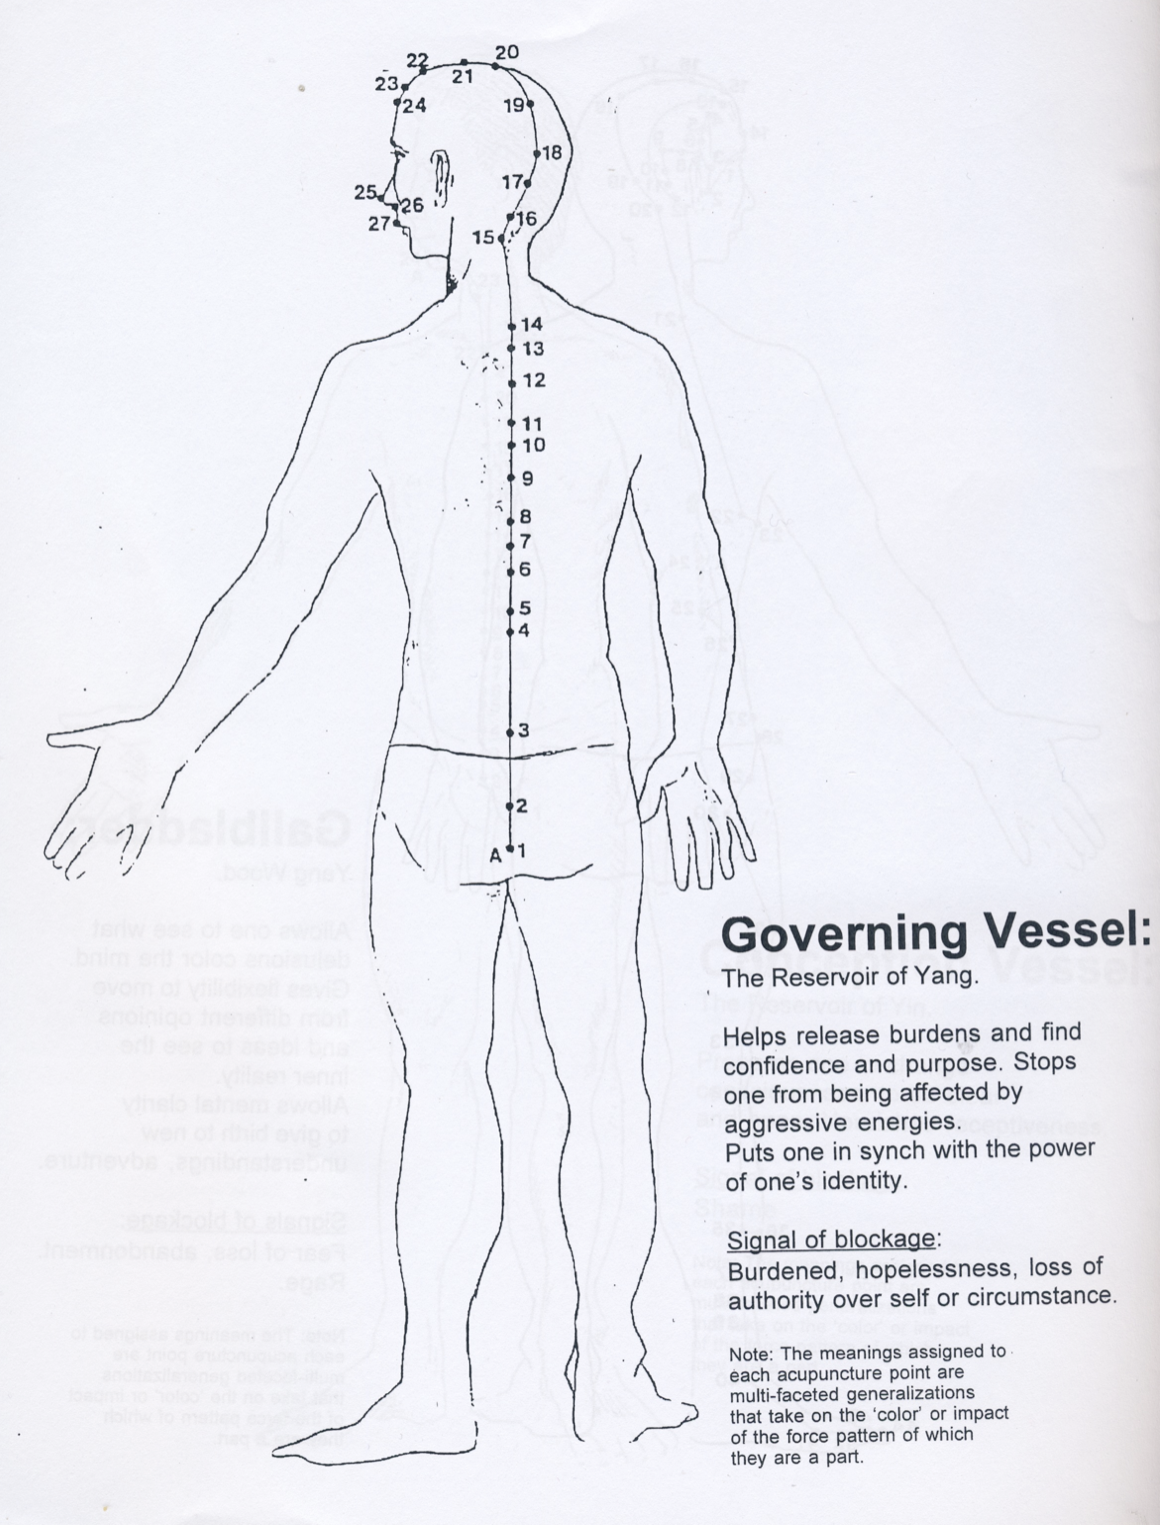 22
20
21
23
24
19
18
17
25
26
16
27
15
14
13
12
11
10
9
8
7
6
5
4
3
2
A 1
Governing Vessel:
The Reservoir of Yang.
Helps release burdens and find
confidence and purpose. Stops
one from being affected by
aggressive energies.
Puts one in synch with the power
of one's identity.
Signal of blockage:
Burdened, hopelessness, loss of
authority over self or circumstance.
Note: The meanings assigned to
each acupuncture point are
multi-faceted generalizations
that take on the 'color' or impact
of the force pattern of which
they are a part.